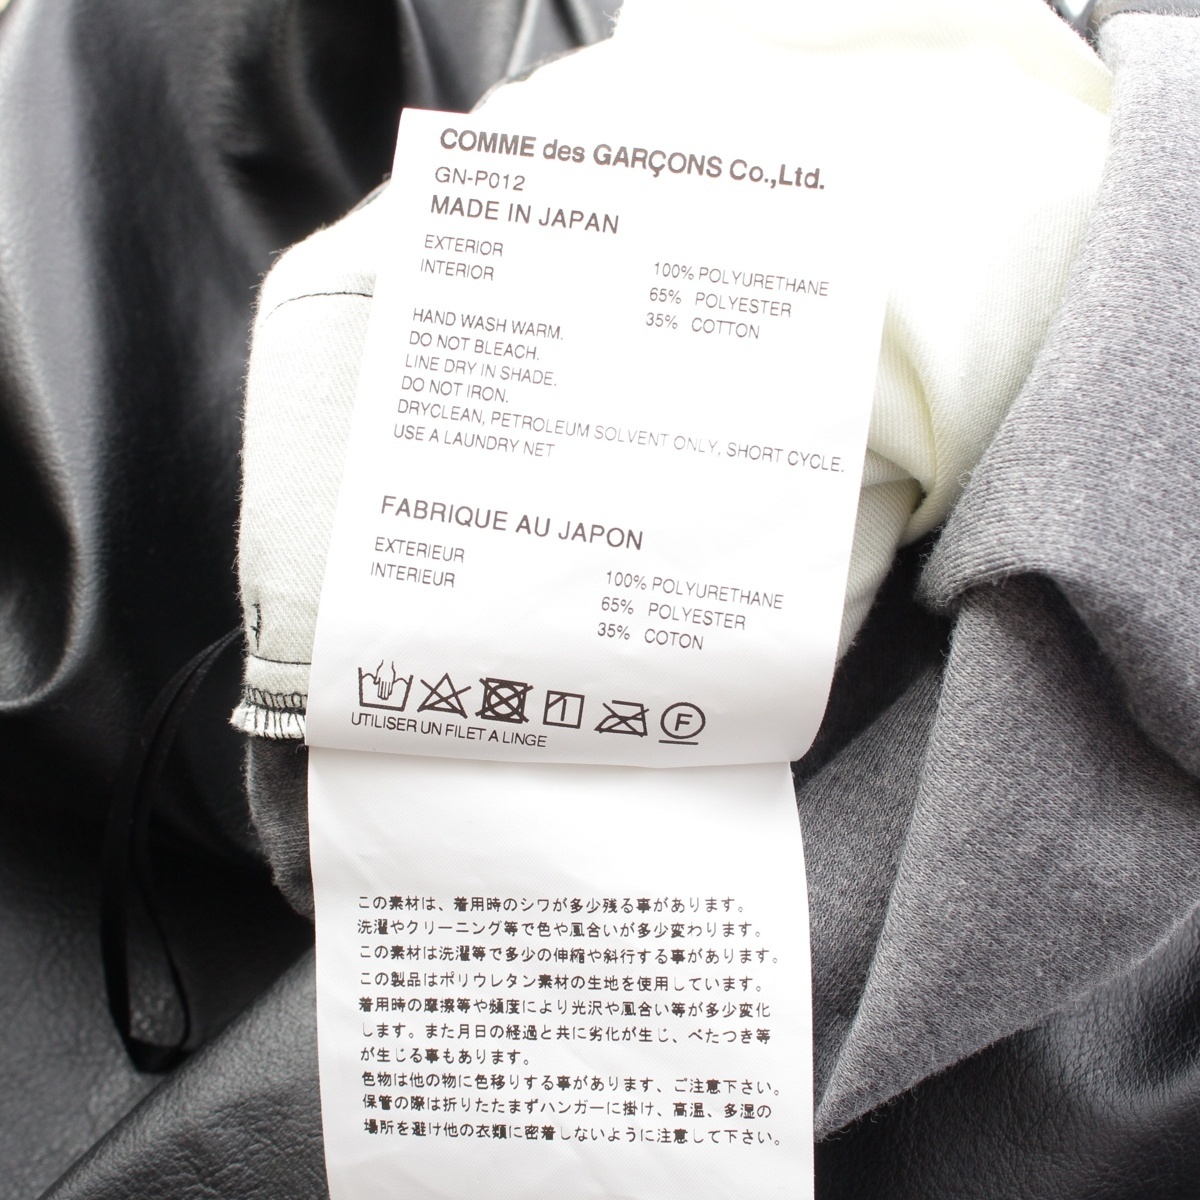 COMME des GARÇONS Co.,Ltd.
GN-P012
MADE IN JAPAN
EXTERIOR 100% POLYURETHANE
INTERIOR 65% POLYESTER
35% COTTON
HAND WASH WARM.
DO NOT BLEACH.
LINE DRY IN SHADE.
DO NOT IRON.
DRYCLEAN, PETROLEUM SOLVENT ONLY, SHORT CYCLE.
USE A LAUNDRY NET
FABRIQUE AU JAPON
EXTERIEUR 100% POLYURETHANE
INTERIEUR 65% POLYESTER
35% COTON
F
UTILISER UN FILET A LINGE
この素材は、着用時のシワが多少残る事があります。
洗濯やクリーニング等で色や風合いが多少変わります。
この素材は洗濯等で多少の伸縮や斜行する事があります。
この製品はポリウレタン素材の生地を使用しています。
着用時の摩擦等や頻度により光沢や風合い等が多少変化
します。また月日の経過と共に劣化が生じ、べたつき等
が生じる事もあります。
色物は他の物に色移りする事があります、ご注意下さい。
保管の際は折りたたまずハンガーに掛け、高温、多湿の
場所を避け他の衣類に密着しないように注意して下さい。